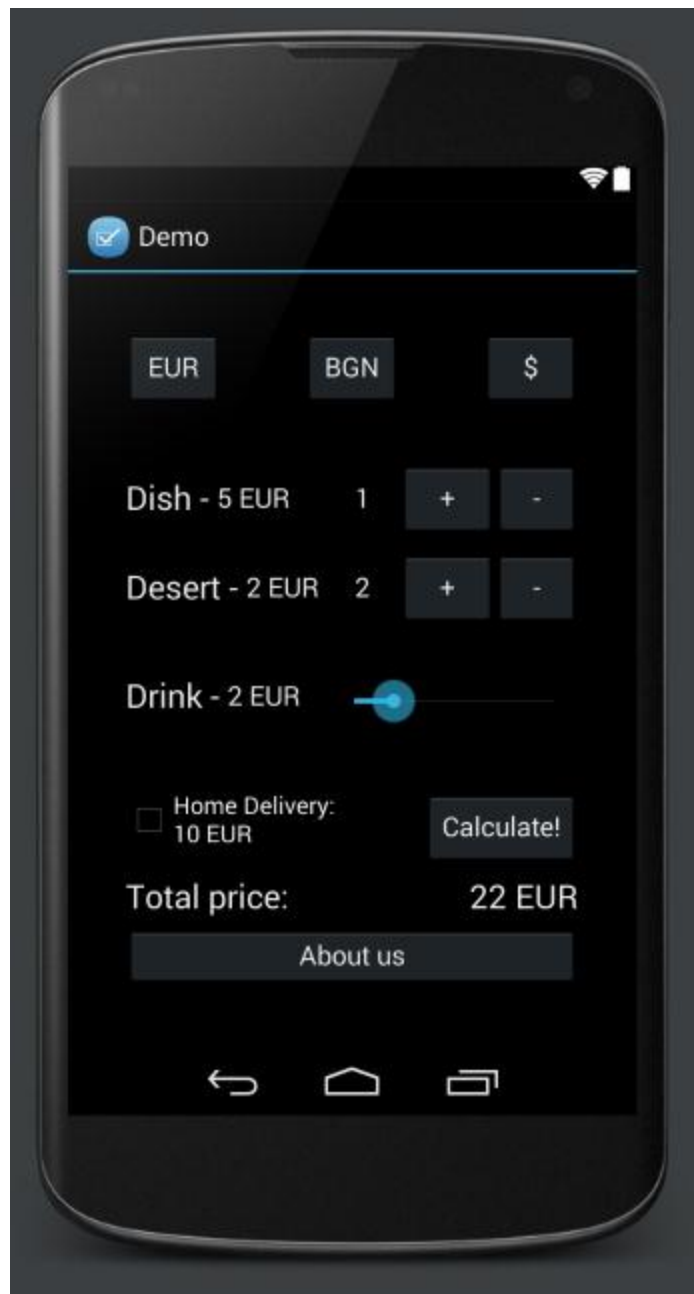 Demo
EUR BGN $
Dish - 5 EUR 1 + -
Desert - 2 EUR 2 + -
Drink - 2 EUR
Home Delivery:
10 EUR
Calculate!
Total price: 22 EUR
About us